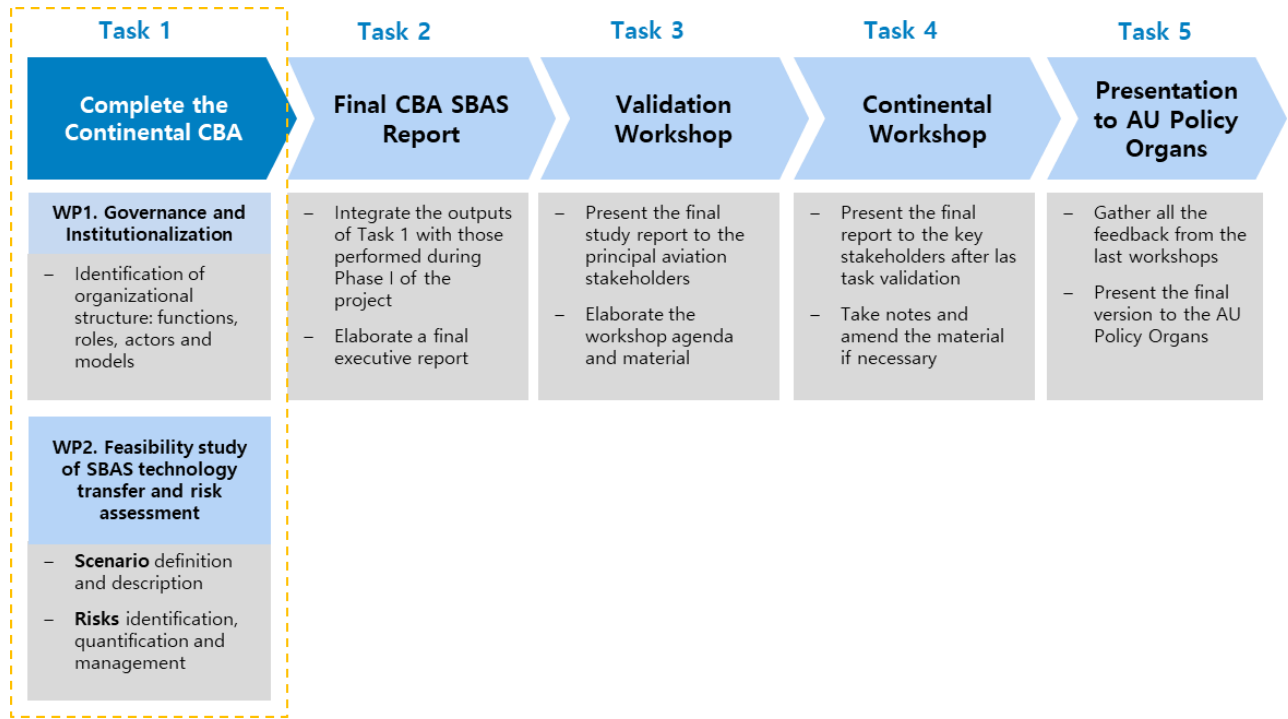 Task 1
Complete the
Continental CBA
WP1. Governance and
Institutionalization
– Identification of
organizational
structure: functions,
roles, actors and
models
WP2. Feasibility study
of SBAS technology
transfer and risk
assessment
– Scenario definition
and description
– Risks identification,
quantification and
management
Task 2
Final CBA SBAS
Report
– Integrate the outputs
of Task 1 with those
performed during
Phase I of the
project
– Elaborate a final
executive report
Task 3
Validation
Workshop
– Present the final
study report to the
principal aviation
stakeholders
– Elaborate the
workshop agenda
and material
Task 4
Continental
Workshop
– Present the final
report to the key
stakeholders after las
task validation
– Take notes and
amend the material
if necessary
Task 5
Presentation
to AU Policy
Organs
– Gather all the
feedback from the
last workshops
– Present the final
version to the AU
Policy Organs